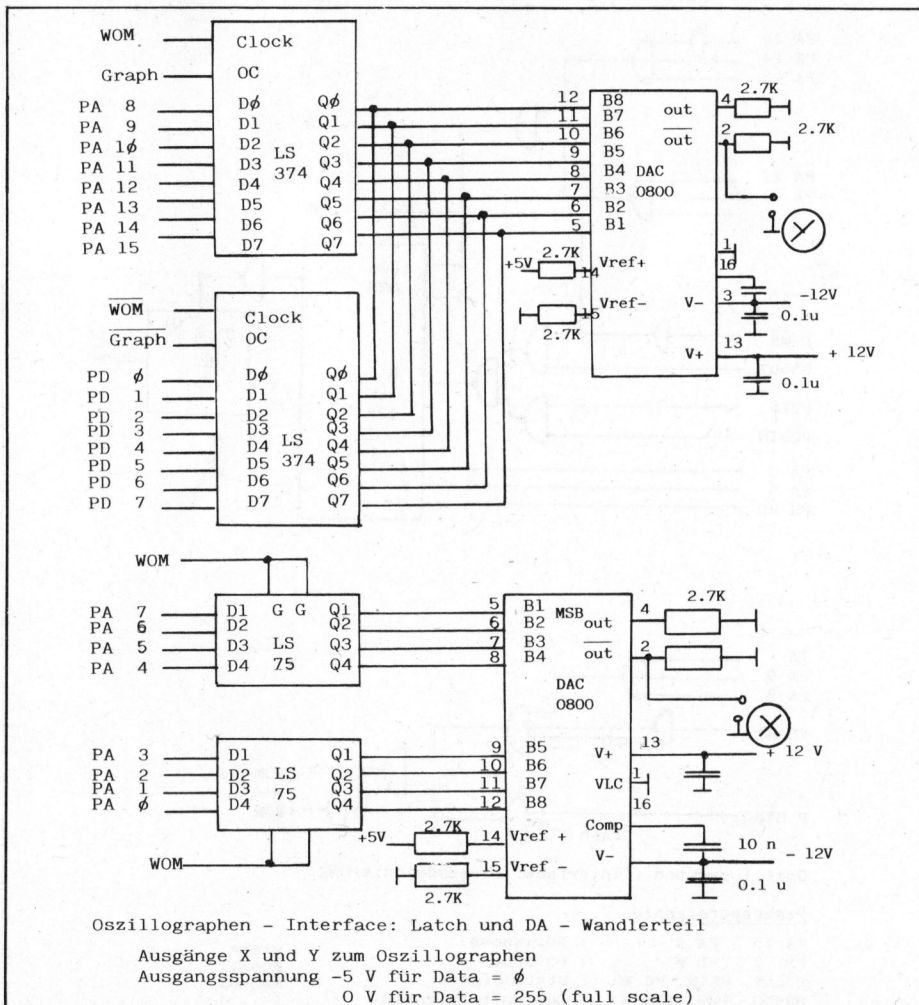 WOM
Graph
PA 8
PA 9
PA 1ø
PA 11
PA 12
PA 13
PA 14
PA 15
Clock
OC
Dø Qø
D1 Q1
D2 Q2
D3 LS Q3
D4 374 Q4
D5 Q5
D6 Q6
D7 Q7
12 B8 out 4 2.7K
11 B7
10 B6 out 2 2.7K
9 B5
8 B4 DAC
7 B3 0800
6 B2
5 B1
Y
+5V 2.7K 14 Vref+
2.7K 15 Vref-
1
16
V- 3 -12V
0.1u
V+ 13 + 12V
0.1u
WOM
Graph
PD ø
PD 1
PD 2
PD 3
PD 4
PD 5
PD 6
PD 7
Clock
OC
Dø Qø
D1 Q1
D2 Q2
D3 Q3
D4 LS Q4
D5 374 Q5
D6 Q6
D7 Q7
WOM
PA 7
PA 6
PA 5
PA 4
D1 G G Q1
D2 Q2
D3 LS Q3
D4 75 Q4
5 B1 MSB out 4 2.7K
6 B2
7 B3 out 2
8 B4
DAC
0800
X
PA 3
PA 2
PA 1
PA ø
D1 Q1
D2 LS Q2
D3 75 Q3
D4 Q4
WOM
9 B5
10 B6
11 B7
12 B8
V+ 13 + 12 V
VLC 1
16
Comp
10 n
V- - 12V
0.1 u
+5V 2.7K 14 Vref +
2.7K 15 Vref -
Oszillographen - Interface: Latch und DA - Wandlerteil
Ausgänge X und Y zum Oszillographen
Ausgangsspannung -5 V für Data = ø
O V für Data = 255 (full scale)